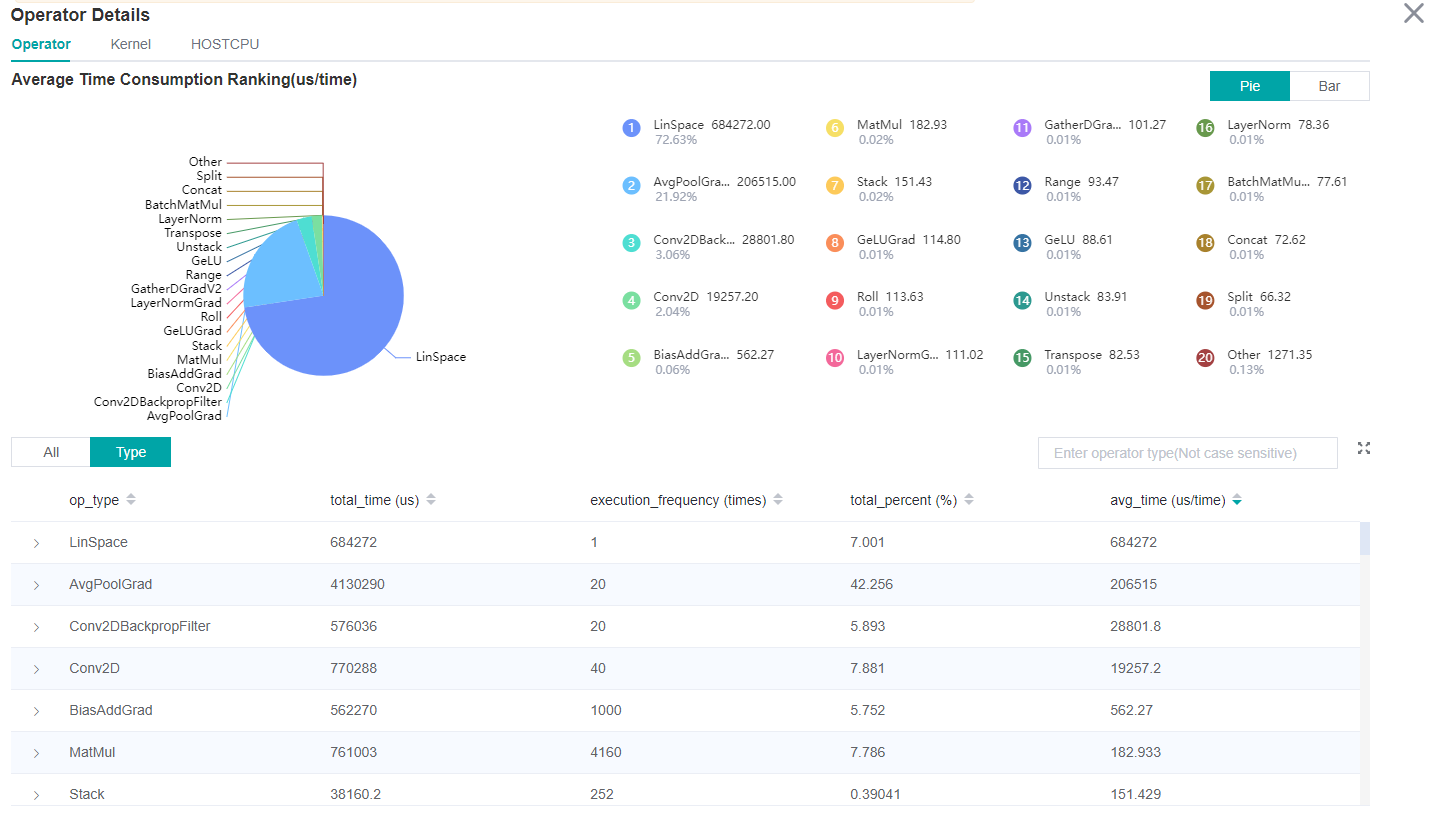 Operator Details
Operator Kernel HOSTCPU
Average Time Consumption Ranking(us/time)
Pie Bar
Other
Split
Concat
BatchMatMul
LayerNorm
Transpose
Unstack
GeLU
Range
GatherDGradV2
LayerNormGrad
Roll
GeLUGrad
Stack
MatMul
BiasAddGrad
Conv2D
Conv2DBackpropFilter
AvgPoolGrad
LinSpace
1 LinSpace 684272.00
72.63%
2 AvgPoolGra... 206515.00
21.92%
3 Conv2DBack... 28801.80
3.06%
4 Conv2D 19257.20
2.04%
5 BiasAddGra... 562.27
0.06%
6 MatMul 182.93
0.02%
7 Stack 151.43
0.02%
8 GeLUGrad 114.80
0.01%
9 Roll 113.63
0.01%
10 LayerNormG... 111.02
0.01%
11 GatherDGra... 101.27
0.01%
12 Range 93.47
0.01%
13 GeLU 88.61
0.01%
14 Unstack 83.91
0.01%
15 Transpose 82.53
0.01%
16 LayerNorm 78.36
0.01%
17 BatchMatMu... 77.61
0.01%
18 Concat 72.62
0.01%
19 Split 66.32
0.01%
20 Other 1271.35
0.13%
All Type
Enter operator type(Not case sensitive)
op_type total_time (us) execution_frequency (times) total_percent (%) avg_time (us/time)
LinSpace 684272 1 7.001 684272
AvgPoolGrad 4130290 20 42.256 206515
Conv2DBackpropFilter 576036 20 5.893 28801.8
Conv2D 770288 40 7.881 19257.2
BiasAddGrad 562270 1000 5.752 562.27
MatMul 761003 4160 7.786 182.933
Stack 38160.2 252 0.39041 151.429